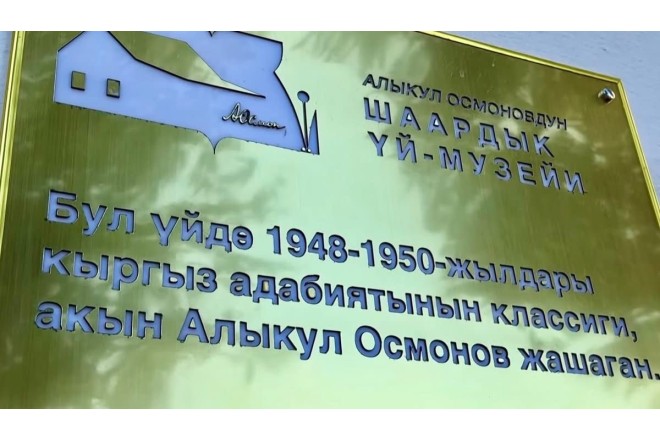 АЛЫКУЛ ОСМОНОВДУН
ШААРДЫК
ҮЙ-МУЗЕЙИ
Бул үйдө 1948-1950-жылдары
кыргыз адабиятынын классиги,
акын Алыкул Осмонов жашаган.